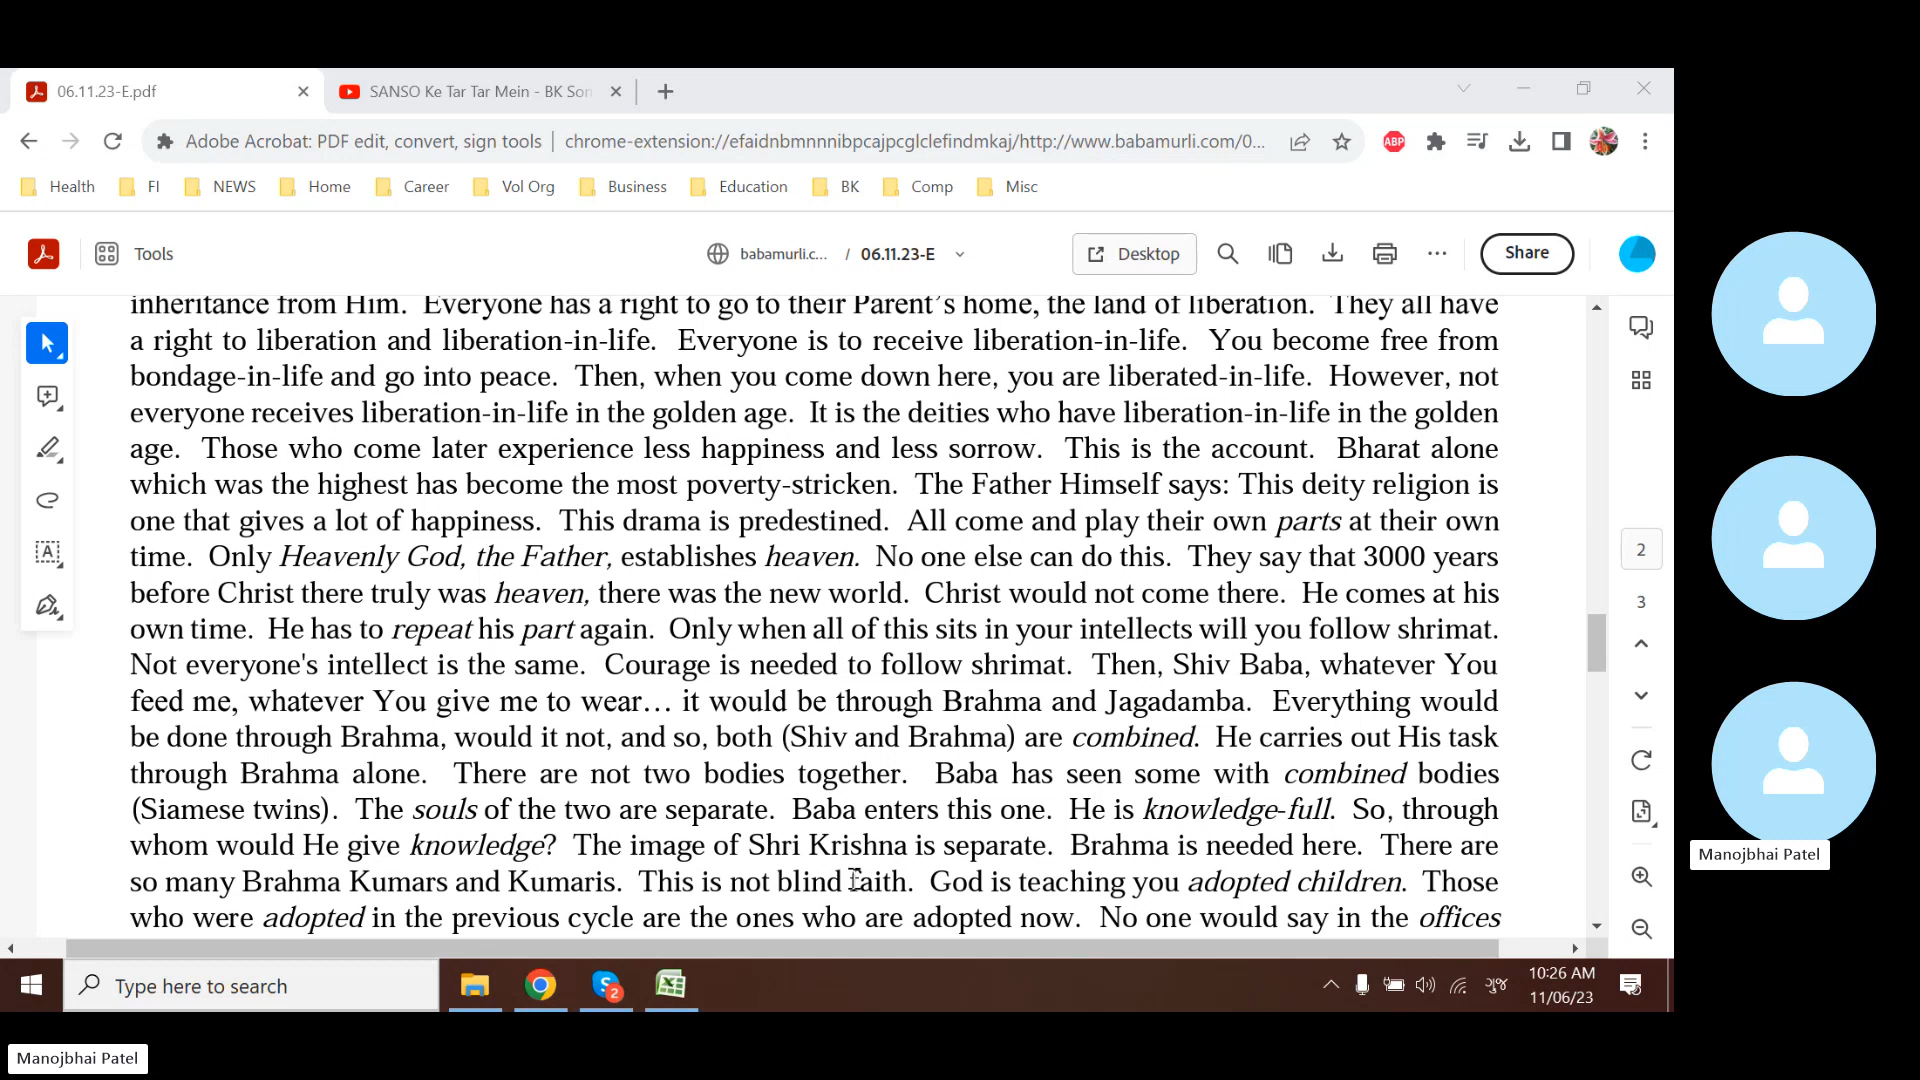 06.11.23-E.pdf
SANSO Ke Tar Tar Mein - BK Son
Adobe Acrobat: PDF edit, convert, sign tools
chrome-extension://efaidnbmnnnibpcajpcglclefindmkaj/http://www.babamurli.com/0...
ABP
Health FI NEWS Home Career Vol Org Business Education BK Comp Misc
Tools
babamurli.c... / 06.11.23-E
Desktop
Share
inheritance from Him. Everyone has a right to go to their Parent's home, the land of liberation. They all have
a right to liberation and liberation-in-life. Everyone is to receive liberation-in-life. You become free from
bondage-in-life and go into peace. Then, when you come down here, you are liberated-in-life. However, not
everyone receives liberation-in-life in the golden age. It is the deities who have liberation-in-life in the golden
age. Those who come later experience less happiness and less sorrow. This is the account. Bharat alone
which was the highest has become the most poverty-stricken. The Father Himself says: This deity religion is
one that gives a lot of happiness. This drama is predestined. All come and play their own parts at their own
time. Only Heavenly God, the Father, establishes heaven. No one else can do this. They say that 3000 years
before Christ there truly was heaven, there was the new world. Christ would not come there. He comes at his
own time. He has to repeat his part again. Only when all of this sits in your intellects will you follow shrimat.
Not everyone's intellect is the same. Courage is needed to follow shrimat. Then, Shiv Baba, whatever You
feed me, whatever You give me to wear… it would be through Brahma and Jagadamba. Everything would
be done through Brahma, would it not, and so, both (Shiv and Brahma) are combined. He carries out His task
through Brahma alone. There are not two bodies together. Baba has seen some with combined bodies
(Siamese twins). The souls of the two are separate. Baba enters this one. He is knowledge-full. So, through
whom would He give knowledge? The image of Shri Krishna is separate. Brahma is needed here. There are
so many Brahma Kumars and Kumaris. This is not blind faith. God is teaching you adopted children. Those
who were adopted in the previous cycle are the ones who are adopted now. No one would say in the offices
2
3
Manojbhai Patel
Type here to search
2
ગુજ
10:26 AM
11/06/23
Manojbhai Patel